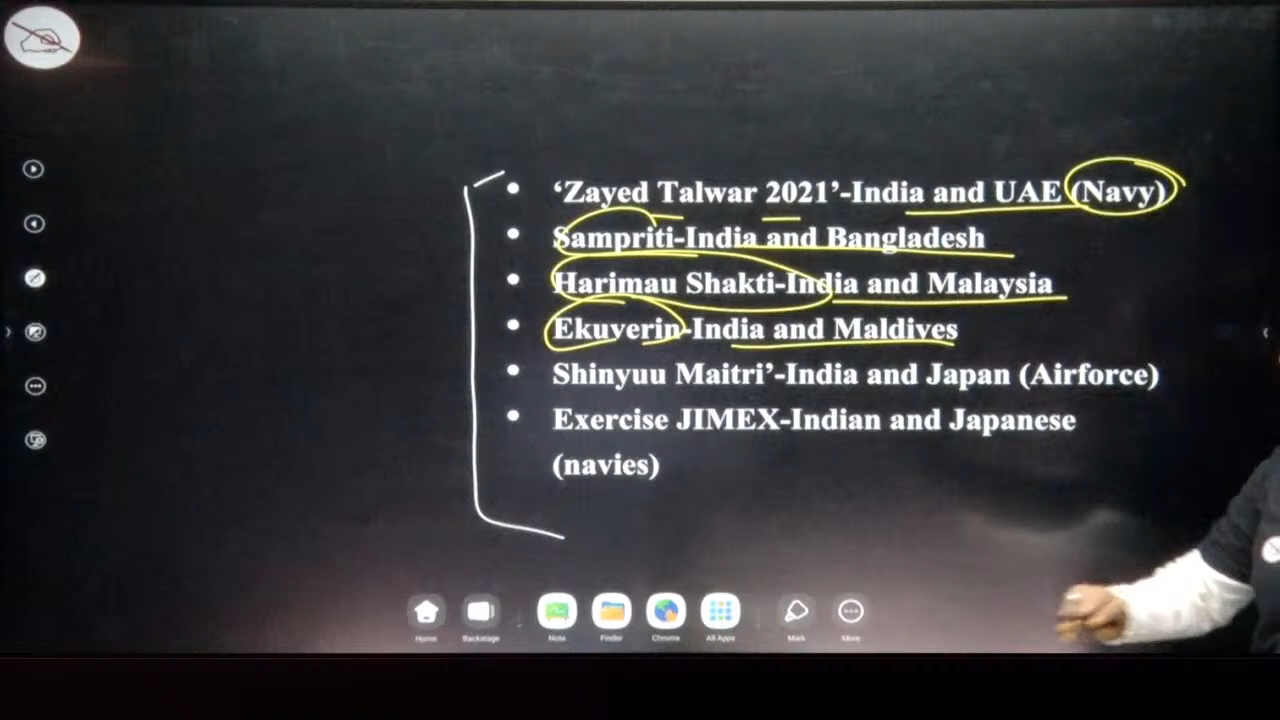 • ‘Zayed Talwar 2021’-India and UAE (Navy)
• Sampriti-India and Bangladesh
• Harimau Shakti-India and Malaysia
• Ekuverin-India and Maldives
• Shinyuu Maitri’-India and Japan (Airforce)
• Exercise JIMEX-Indian and Japanese
(navies)
Home Backstage Note Finder Chrome All Apps Mark More